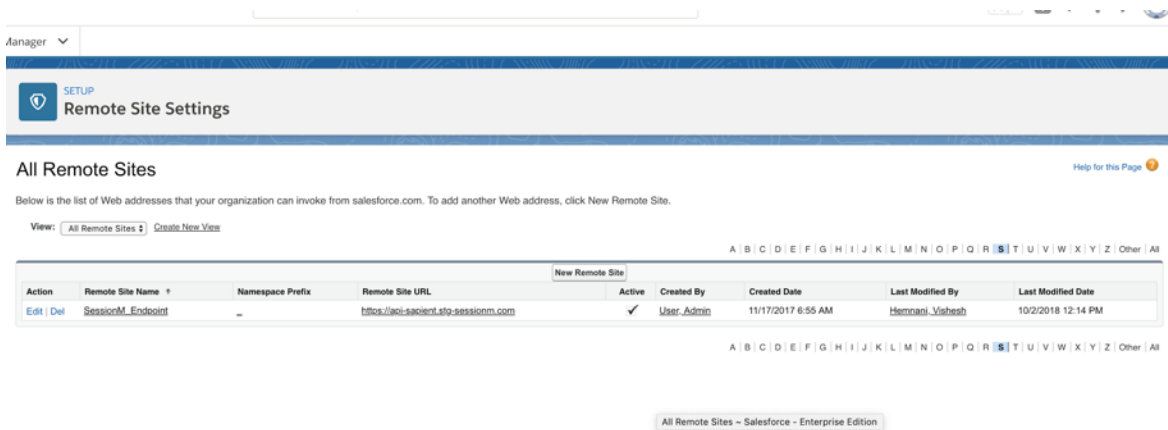 Manager
SETUP
Remote Site Settings
All Remote Sites
Help for this Page
Below is the list of Web addresses that your organization can invoke from salesforce.com. To add another Web address, click New Remote Site.
View: All Remote Sites Create New View
A | B | C | D | E | F | G | H | I | J | K | L | M | N | O | P | Q | R | S | T | U | V | W | X | Y | Z | Other | All
New Remote Site
Action Remote Site Name ↑ Namespace Prefix Remote Site URL Active Created By Created Date Last Modified By Last Modified Date
Edit | Del SessionM_Endpoint _ https://api-sapient.stg-sessionm.com ✓ User, Admin 11/17/2017 6:55 AM Hemnani, Vishesh 10/2/2018 12:14 PM
A | B | C | D | E | F | G | H | I | J | K | L | M | N | O | P | Q | R | S | T | U | V | W | X | Y | Z | Other | All
All Remote Sites ~ Salesforce - Enterprise Edition